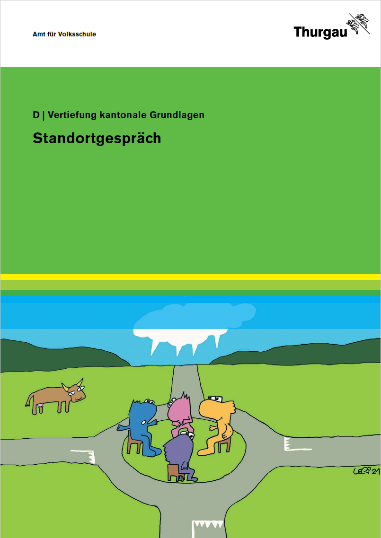 Amt für Volksschule
Thurgau
D | Vertiefung kantonale Grundlagen
Standortgespräch